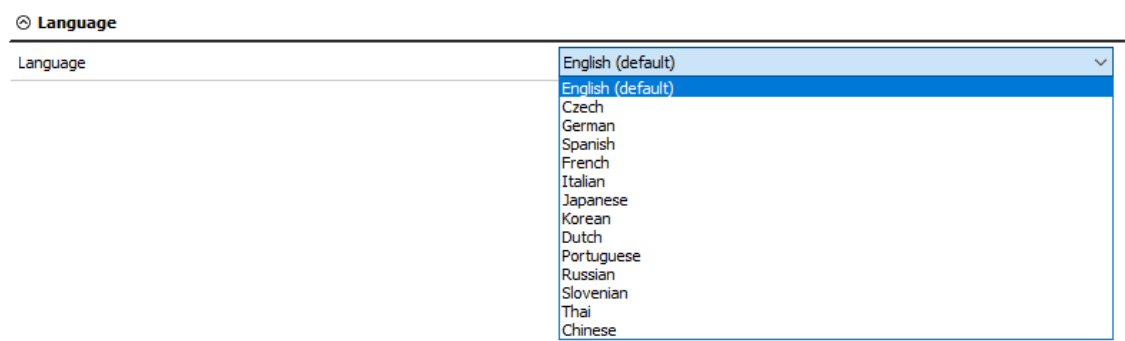 Language
Language English (default)
English (default)
Czech
German
Spanish
French
Italian
Japanese
Korean
Dutch
Portuguese
Russian
Slovenian
Thai
Chinese